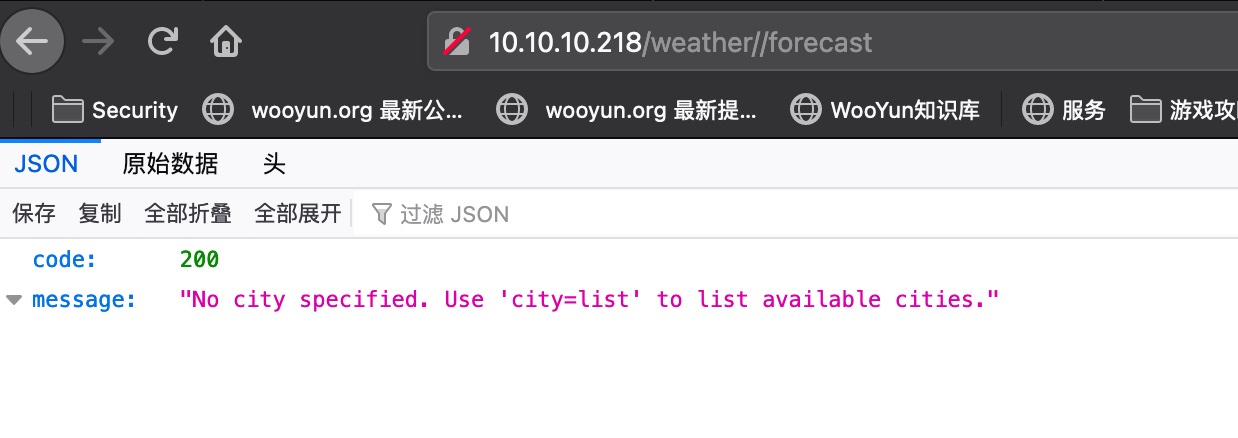 10.10.10.218/weather//forecast
Security wooyun.org 最新公... wooyun.org 最新提... WooYun知识库 服务 游戏攻
JSON 原始数据 头
保存 复制 全部折叠 全部展开 过滤 JSON
code: 200
message: "No city specified. Use 'city=list' to list available cities."